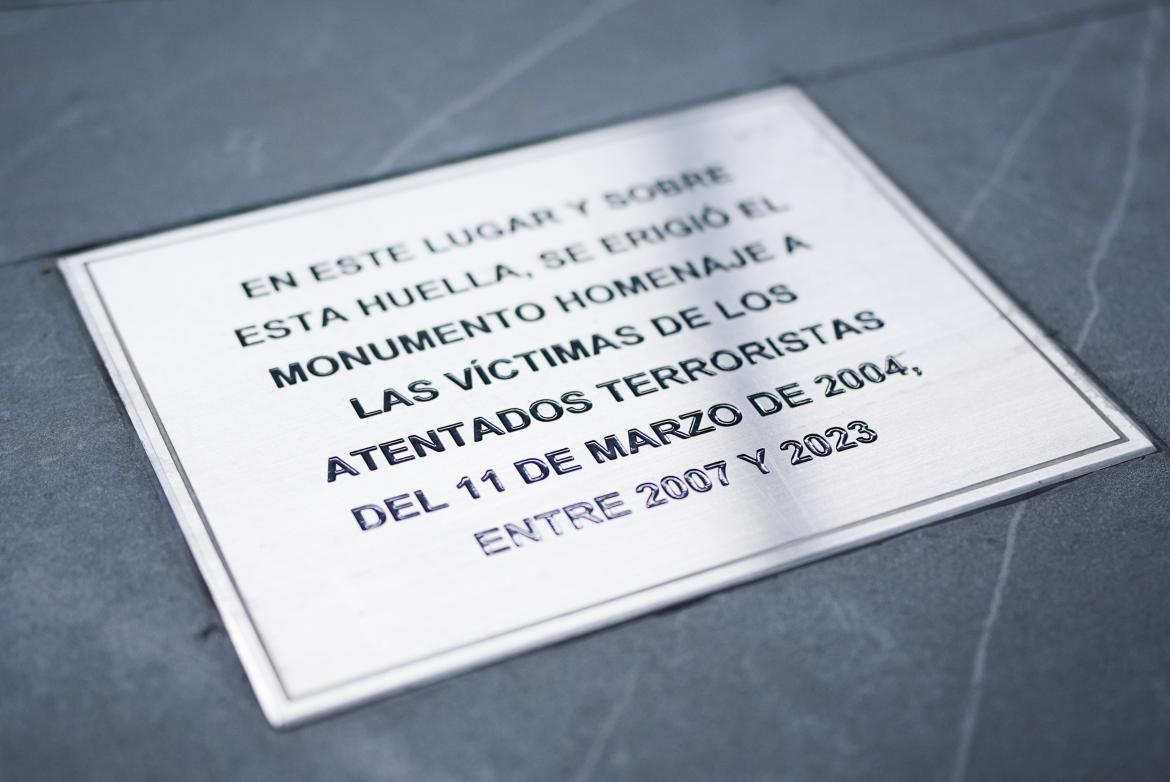 EN ESTE LUGAR Y SOBRE
ESTA HUELLA, SE ERIGIÓ EL
MONUMENTO HOMENAJE A
LAS VÍCTIMAS DE LOS
ATENTADOS TERRORISTAS
DEL 11 DE MARZO DE 2004,
ENTRE 2007 Y 2023